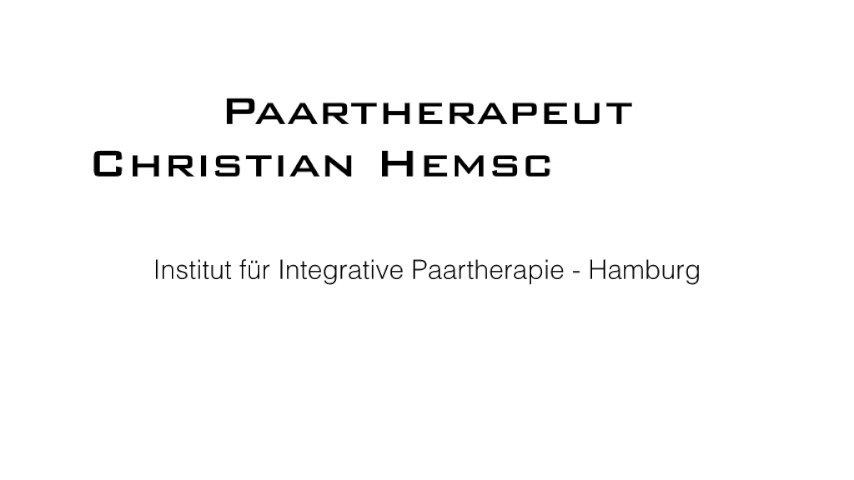 PAARTHERAPEUT
CHRISTIAN HEMSC
Institut für Integrative Paartherapie - Hamburg